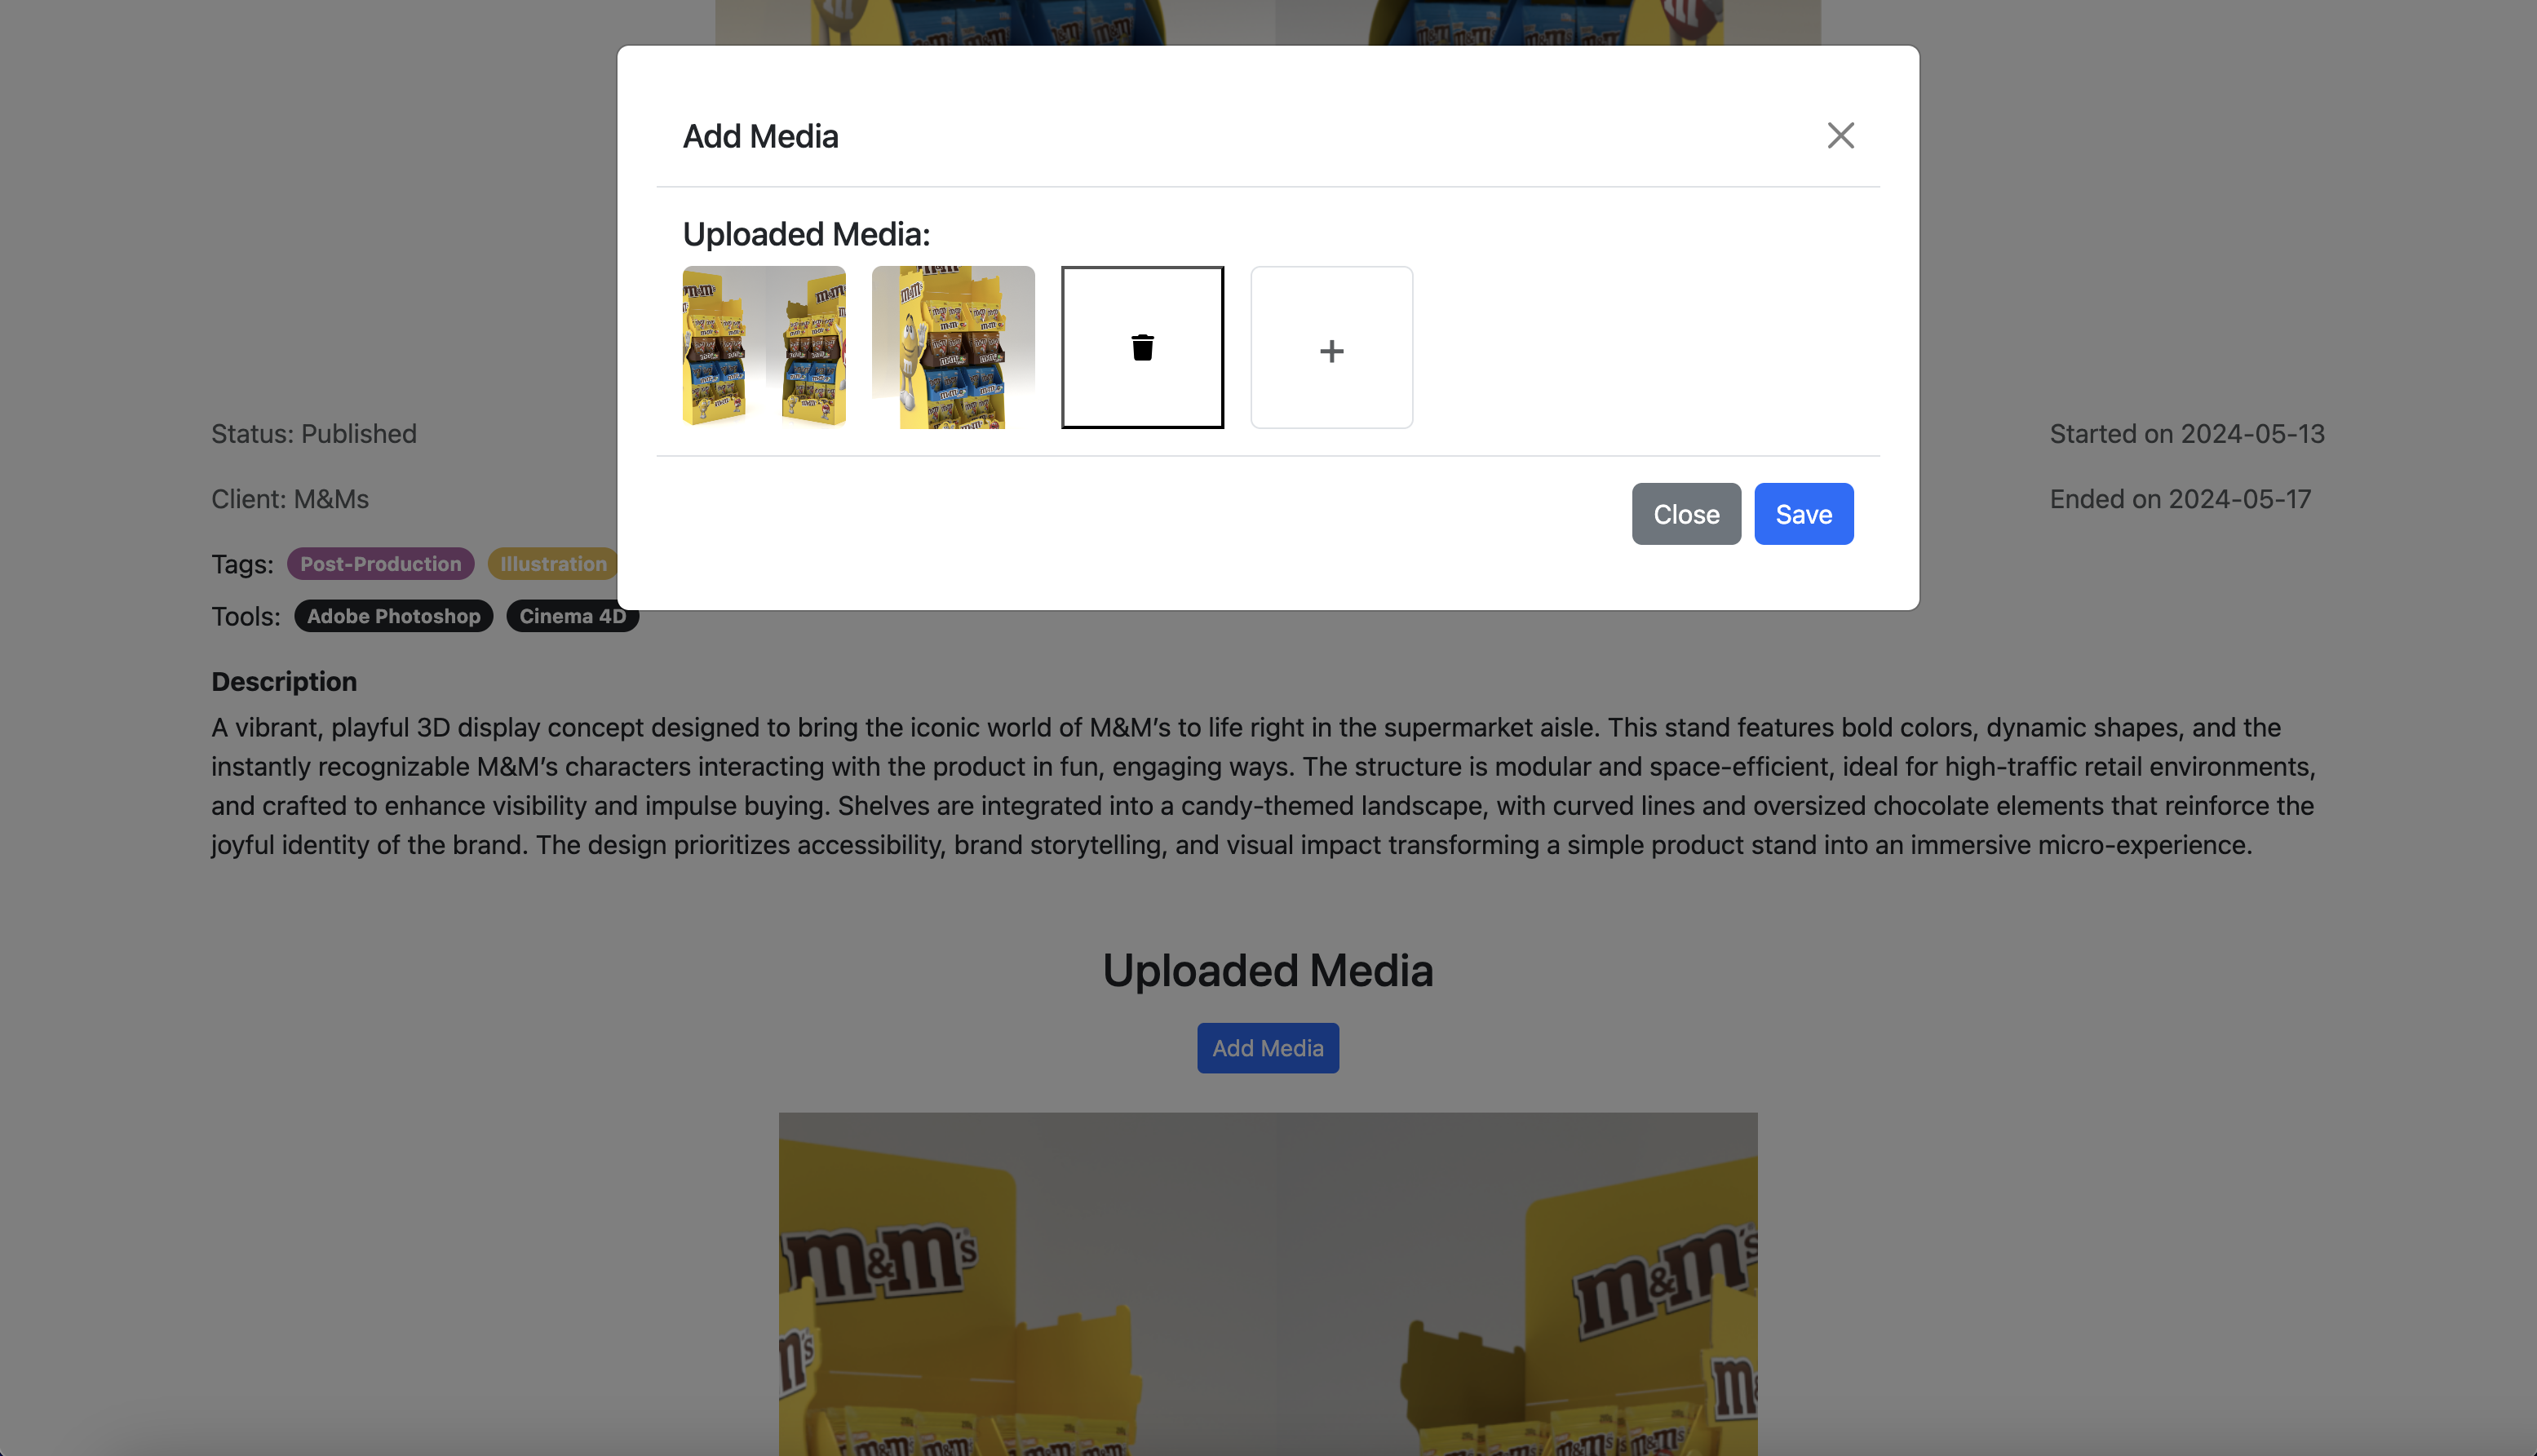 Add Media
Uploaded Media:
Close
Save
Status: Published
Started on 2024-05-13
Client: M&Ms
Ended on 2024-05-17
Tags: Post-Production Illustration
Tools: Adobe Photoshop Cinema 4D
Description
A vibrant, playful 3D display concept designed to bring the iconic world of M&M’s to life right in the supermarket aisle. This stand features bold colors, dynamic shapes, and the
instantly recognizable M&M’s characters interacting with the product in fun, engaging ways. The structure is modular and space-efficient, ideal for high-traffic retail environments,
and crafted to enhance visibility and impulse buying. Shelves are integrated into a candy-themed landscape, with curved lines and oversized chocolate elements that reinforce the
joyful identity of the brand. The design prioritizes accessibility, brand storytelling, and visual impact transforming a simple product stand into an immersive micro-experience.
Uploaded Media
Add Media
m&m's
m&m's